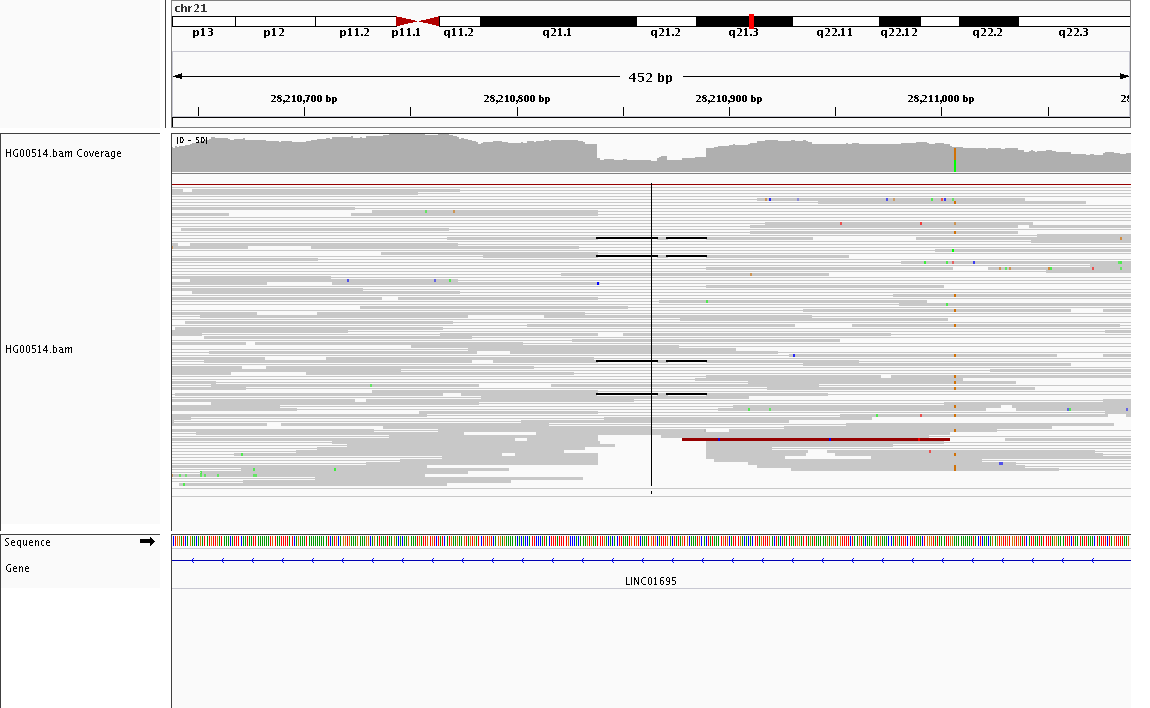 chr21
p13 p12 p11.2 p11.1 q11.2 q21.1 q21.2 q21.3 q22.11 q22.12 q22.2 q22.3
452 bp
28,210,700 bp 28,210,800 bp 28,210,900 bp 28,211,000 bp 28
[0 - 50]
HG00514.bam Coverage
HG00514.bam
Sequence
Gene
LINC01695